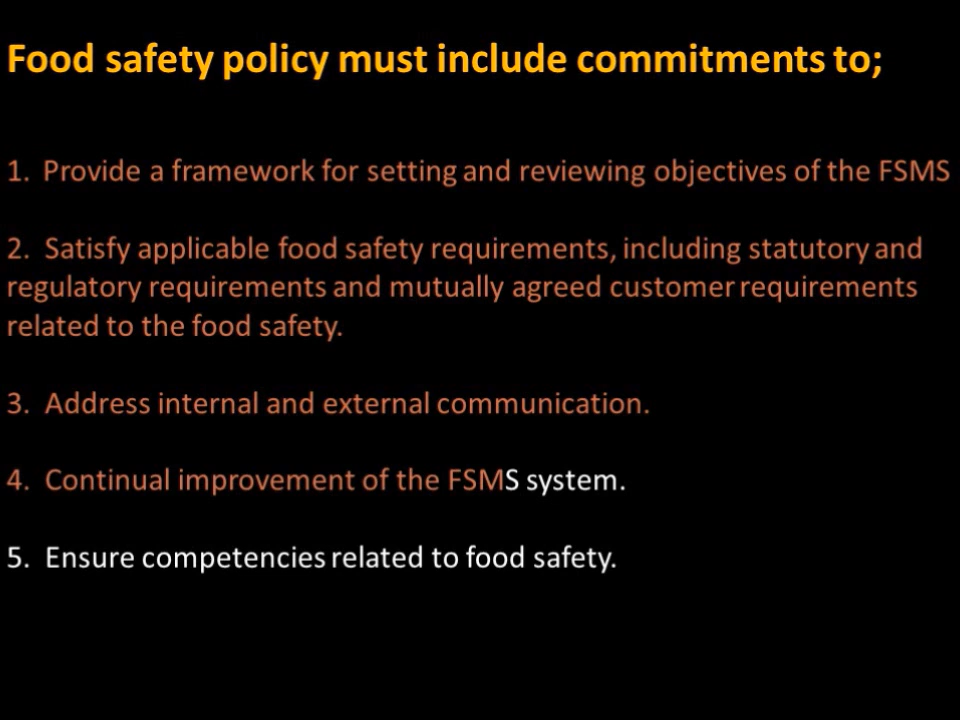 Food safety policy must include commitments to;
1. Provide a framework for setting and reviewing objectives of the FSMS
2. Satisfy applicable food safety requirements, including statutory and
regulatory requirements and mutually agreed customer requirements
related to the food safety.
3. Address internal and external communication.
4. Continual improvement of the FSMS system.
5. Ensure competencies related to food safety.